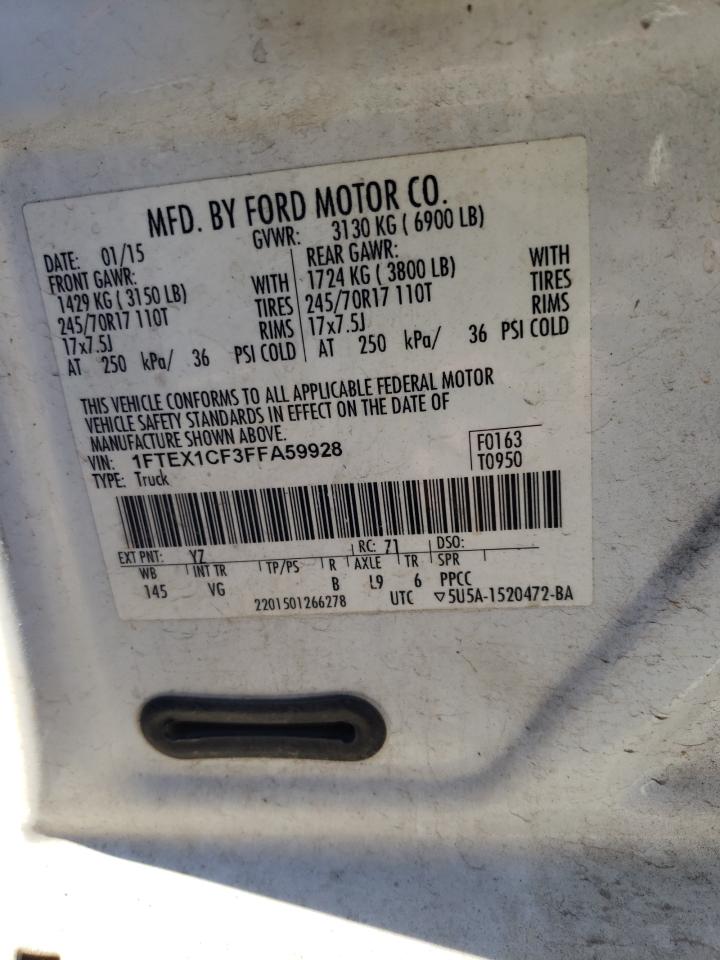 MFD. BY FORD MOTOR CO.
DATE: 01/15 GVWR: 3130 KG ( 6900 LB)
FRONT GAWR: REAR GAWR:
1429 KG ( 3150 LB) WITH 1724 KG ( 3800 LB) WITH
245/70R17 110T TIRES 245/70R17 110T TIRES
17x7.5J RIMS 17x7.5J RIMS
AT 250 kPa/ 36 PSI COLD AT 250 kPa/ 36 PSI COLD
THIS VEHICLE CONFORMS TO ALL APPLICABLE FEDERAL MOTOR
VEHICLE SAFETY STANDARDS IN EFFECT ON THE DATE OF
MANUFACTURE SHOWN ABOVE.
VIN: 1FTEX1CF3FFA59928 F0163
TYPE: Truck T0950
EXT PNT: YZ RC: 71 DSO:
WB INT TR TP/PS R AXLE TR SPR
145 VG B L9 6 PPCC
2201501266278 UTC ▽5U5A-1520472-BA